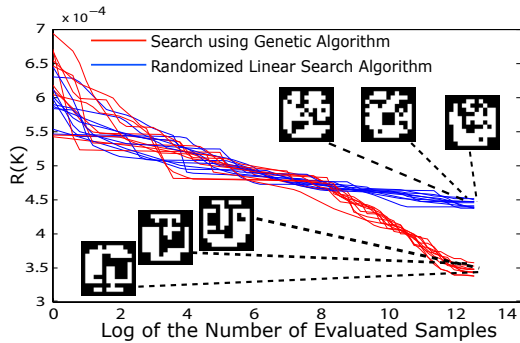 ×10⁻⁴
7
6.5
6
5.5
5
4.5
4
3.5
3
R(K)
Search using Genetic Algorithm
Randomized Linear Search Algorithm
0 2 4 6 8 10 12 14
Log of the Number of Evaluated Samples